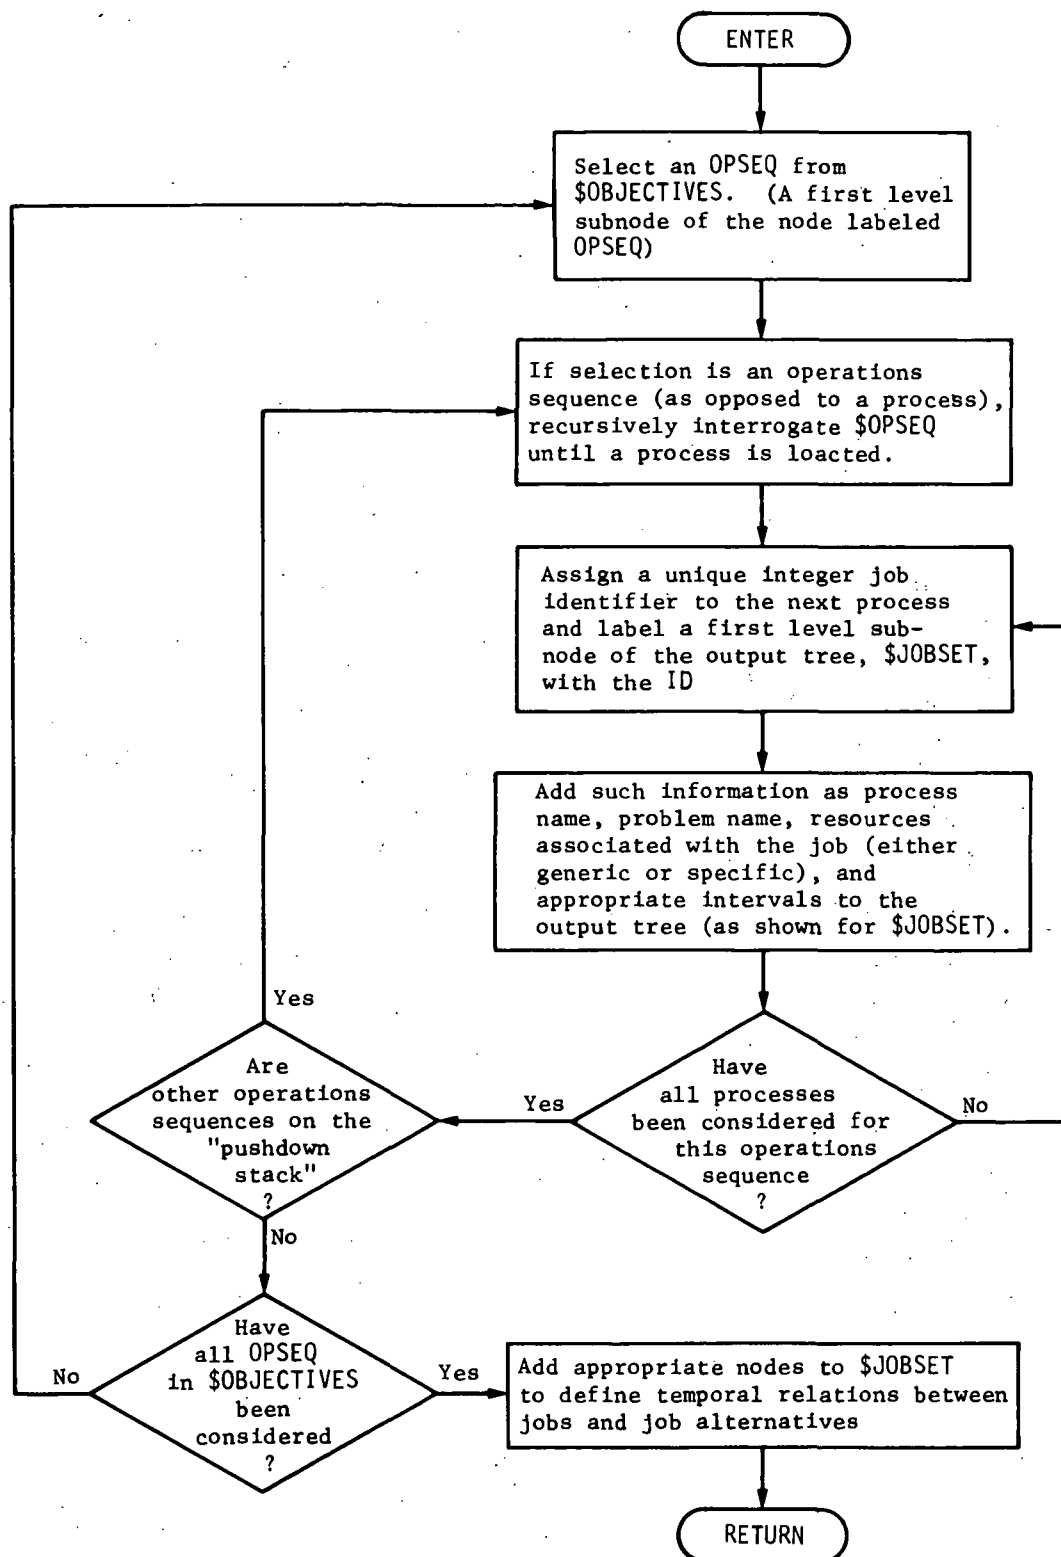 ENTER
Select an OPSEQ from
$OBJECTIVES. (A first level
subnode of the node labeled
OPSEQ)
If selection is an operations
sequence (as opposed to a process),
recursively interrogate $OPSEQ
until a process is loacted.
Assign a unique integer job
identifier to the next process
and label a first level sub-
node of the output tree, $JOBSET,
with the ID
Add such information as process
name, problem name, resources
associated with the job (either
generic or specific), and
appropriate intervals to the
output tree (as shown for $JOBSET).
Have
all processes
been considered for
this operations
sequence
?
No
Yes
Are
other operations
sequences on the
"pushdown
stack"
?
Yes
No
Have
all OPSEQ
in $OBJECTIVES
been
considered
?
No
Yes
Add appropriate nodes to $JOBSET
to define temporal relations between
jobs and job alternatives
RETURN